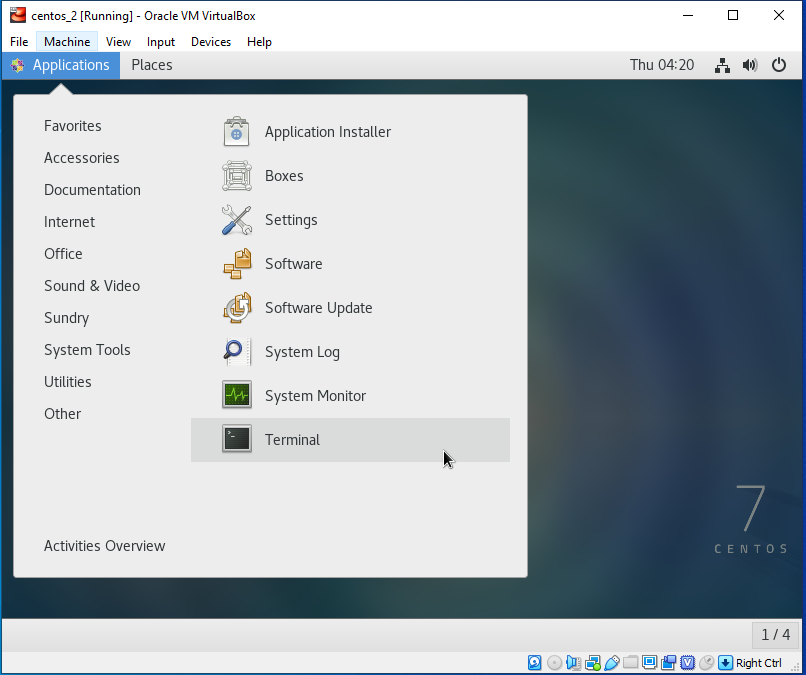 centos_2 [Running] - Oracle VM VirtualBox
File Machine View Input Devices Help
Applications Places Thu 04:20
Favorites
Accessories
Documentation
Internet
Office
Sound & Video
Sundry
System Tools
Utilities
Other
Activities Overview
Application Installer
Boxes
Settings
Software
Software Update
System Log
System Monitor
Terminal
7
CENTOS
1 / 4
Right Ctrl